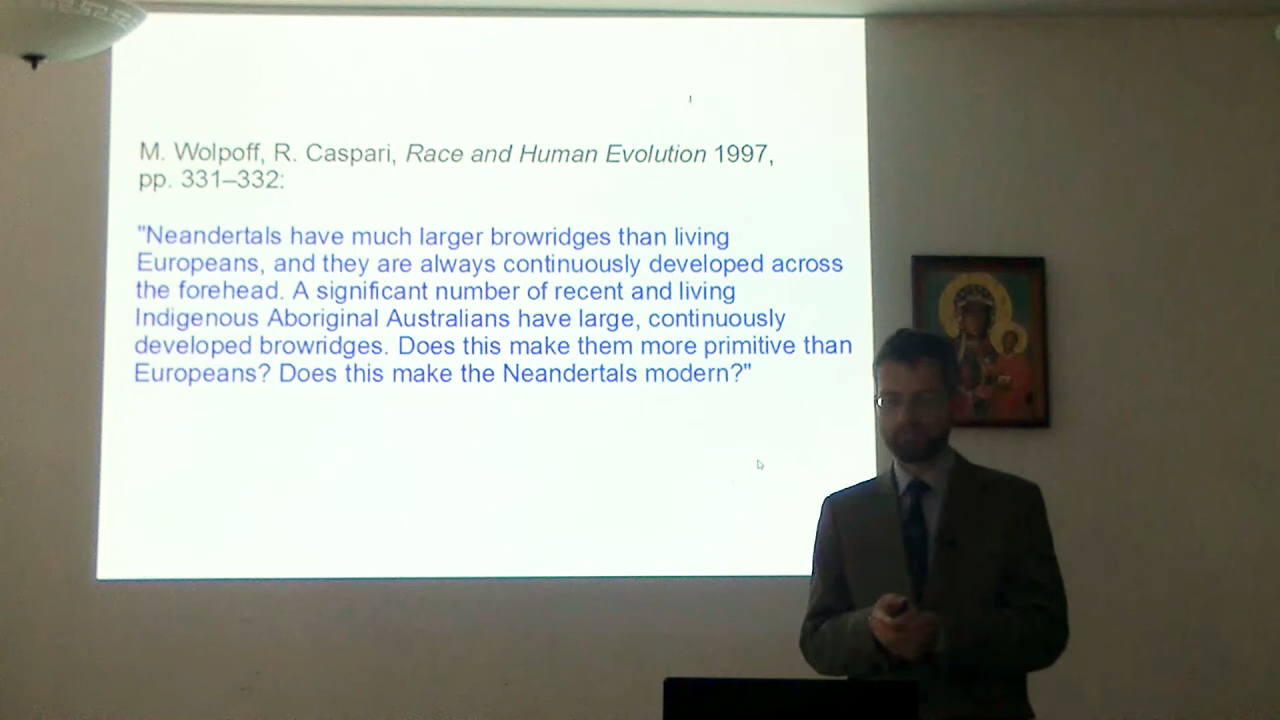 M. Wolpoff, R. Caspari, Race and Human Evolution 1997,
pp. 331–332:
"Neandertals have much larger browridges than living
Europeans, and they are always continuously developed across
the forehead. A significant number of recent and living
Indigenous Aboriginal Australians have large, continuously
developed browridges. Does this make them more primitive than
Europeans? Does this make the Neandertals modern?"